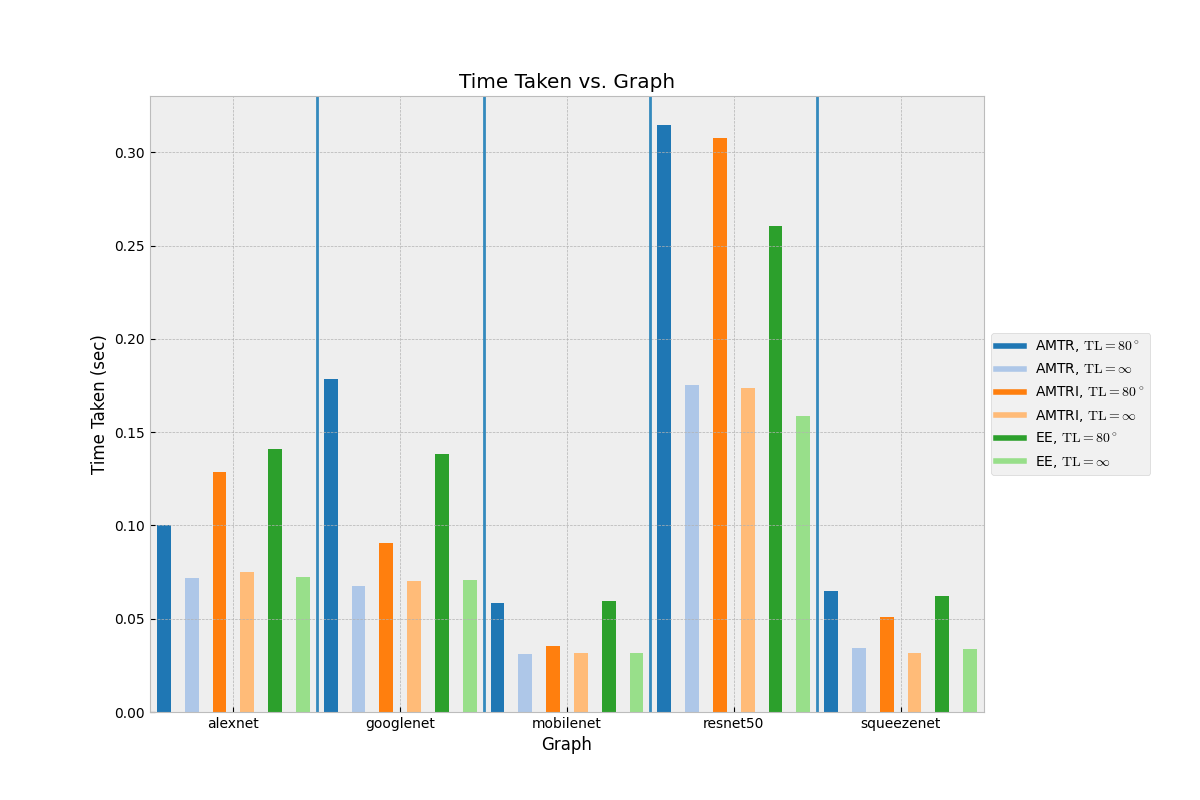 Time Taken vs. Graph
0.30
0.25
0.20
0.15
0.10
0.05
0.00
Time Taken (sec)
alexnet googlenet mobilenet resnet50 squeezenet
Graph
AMTR, TL = 80°
AMTR, TL = ∞
AMTRI, TL = 80°
AMTRI, TL = ∞
EE, TL = 80°
EE, TL = ∞